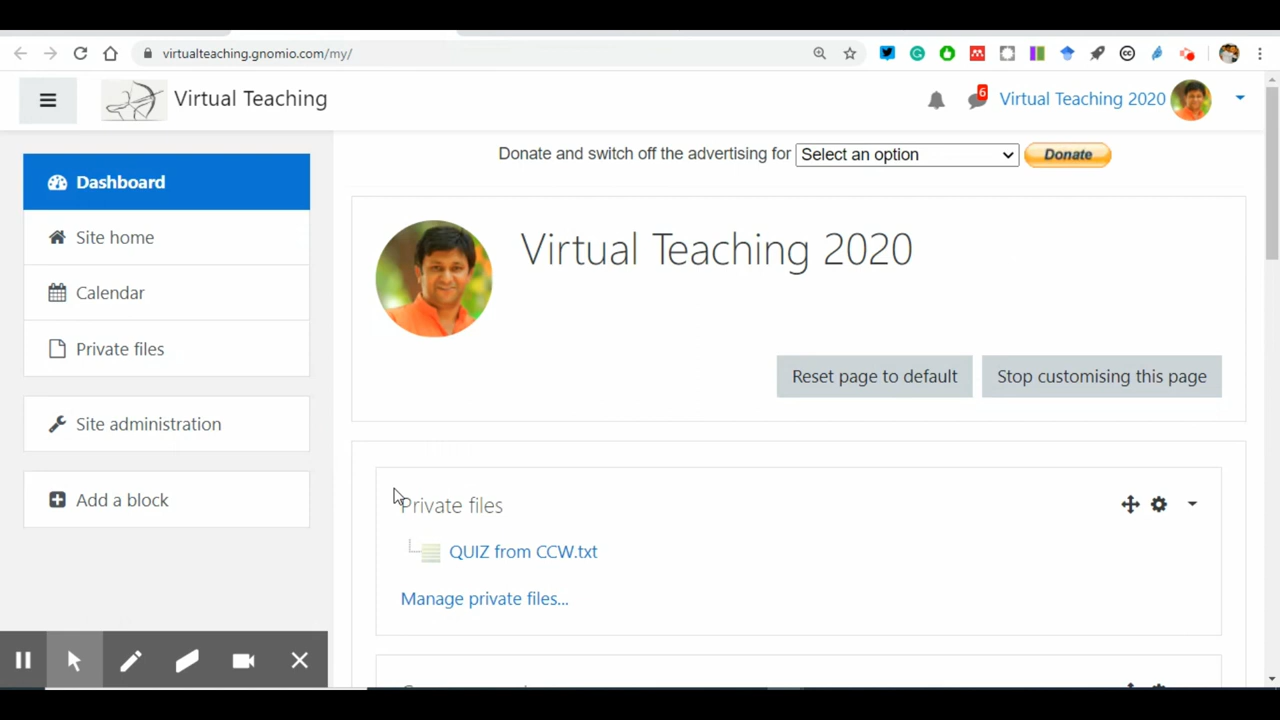 virtualteaching.gnomio.com/my/
Virtual Teaching
6
Virtual Teaching 2020
Donate and switch off the advertising for Select an option Donate
Dashboard
Site home
Calendar
Private files
Site administration
Add a block
Virtual Teaching 2020
Reset page to default Stop customising this page
Private files
QUIZ from CCW.txt
Manage private files...